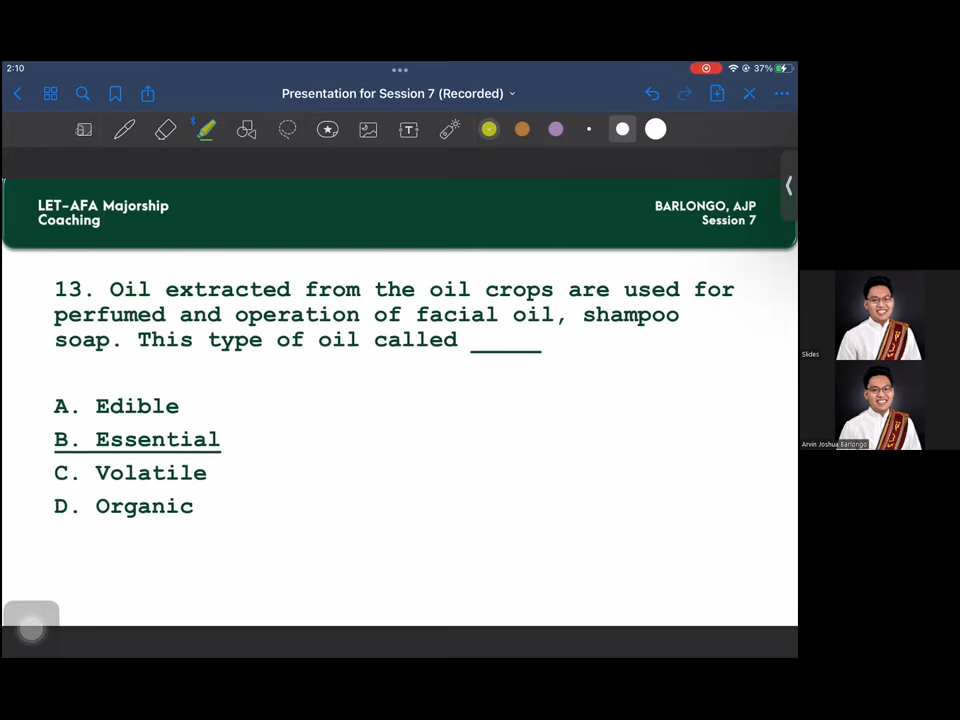 2:10
37%
Presentation for Session 7 (Recorded)
T
LET-AFA Majorship
Coaching
BARLONGO, AJP
Session 7
13. Oil extracted from the oil crops are used for
perfumed and operation of facial oil, shampoo
soap. This type of oil called _____
A. Edible
B. Essential
C. Volatile
D. Organic
Slides
Arvin Joshua Barlongo